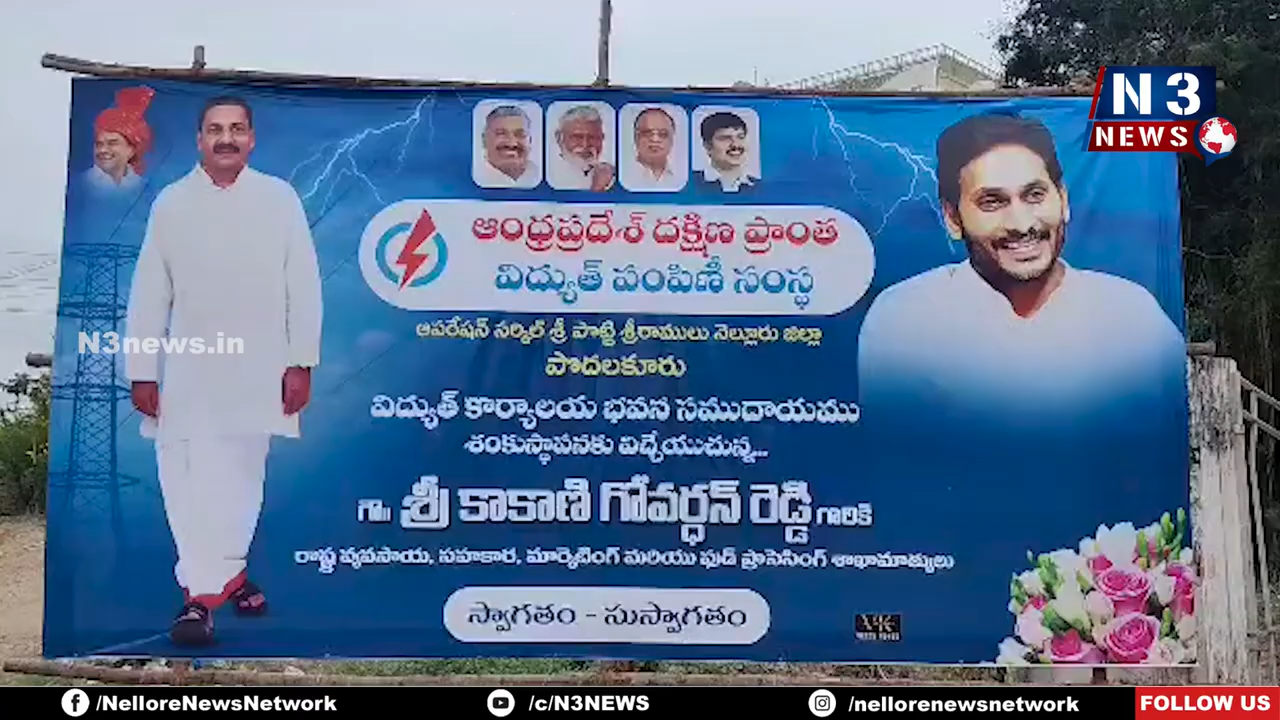 N3
NEWS
ఆంధ్రప్రదేశ్ దక్షిణ ప్రాంత
విద్యుత్ పంపిణీ సంస్థ
ఆపరేషన్ సర్కిల్ శ్రీ పొట్టి శ్రీరాములు నెల్లూరు జిల్లా
పొదలకూరు
N3news.in
విద్యుత్ కార్యాలయ భవన సముదాయము
శంకుస్థాపనకు విచ్చేయుచున్న...
గౌ॥ శ్రీ కాకాణి గోవర్ధన్ రెడ్డి గారికి
రాష్ట్ర వ్యవసాయ, సహకార, మార్కెటింగ్ మరియు ఫుడ్ ప్రాసెసింగ్ శాఖామాత్యులు
స్వాగతం - సుస్వాగతం
/NelloreNewsNetwork
/c/N3NEWS
/nellorenewsnetwork
FOLLOW US